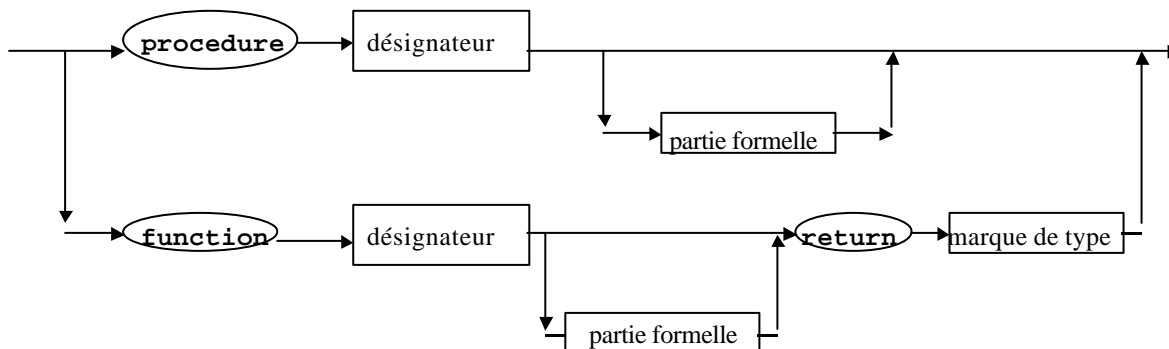 procedure désignateur
partie formelle
function désignateur return marque de type
partie formelle